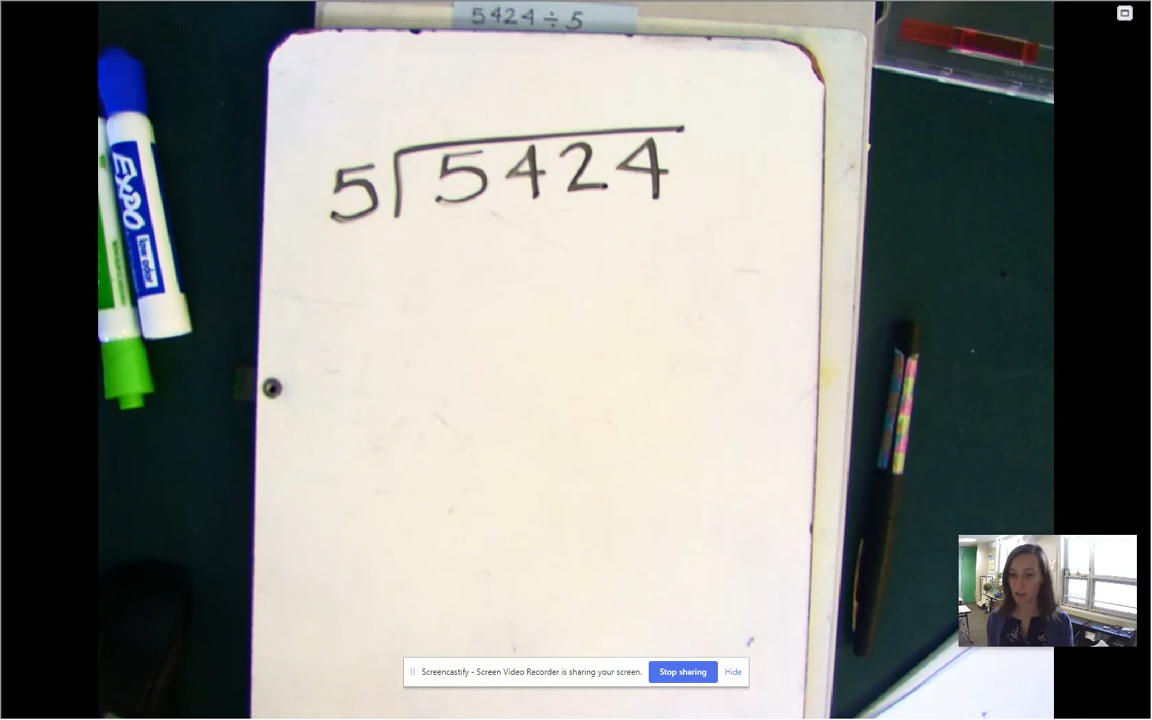 5424 ÷ 5
5 5424
EXPO
low odor
Screencastify - Screen Video Recorder is sharing your screen.
Stop sharing
Hide